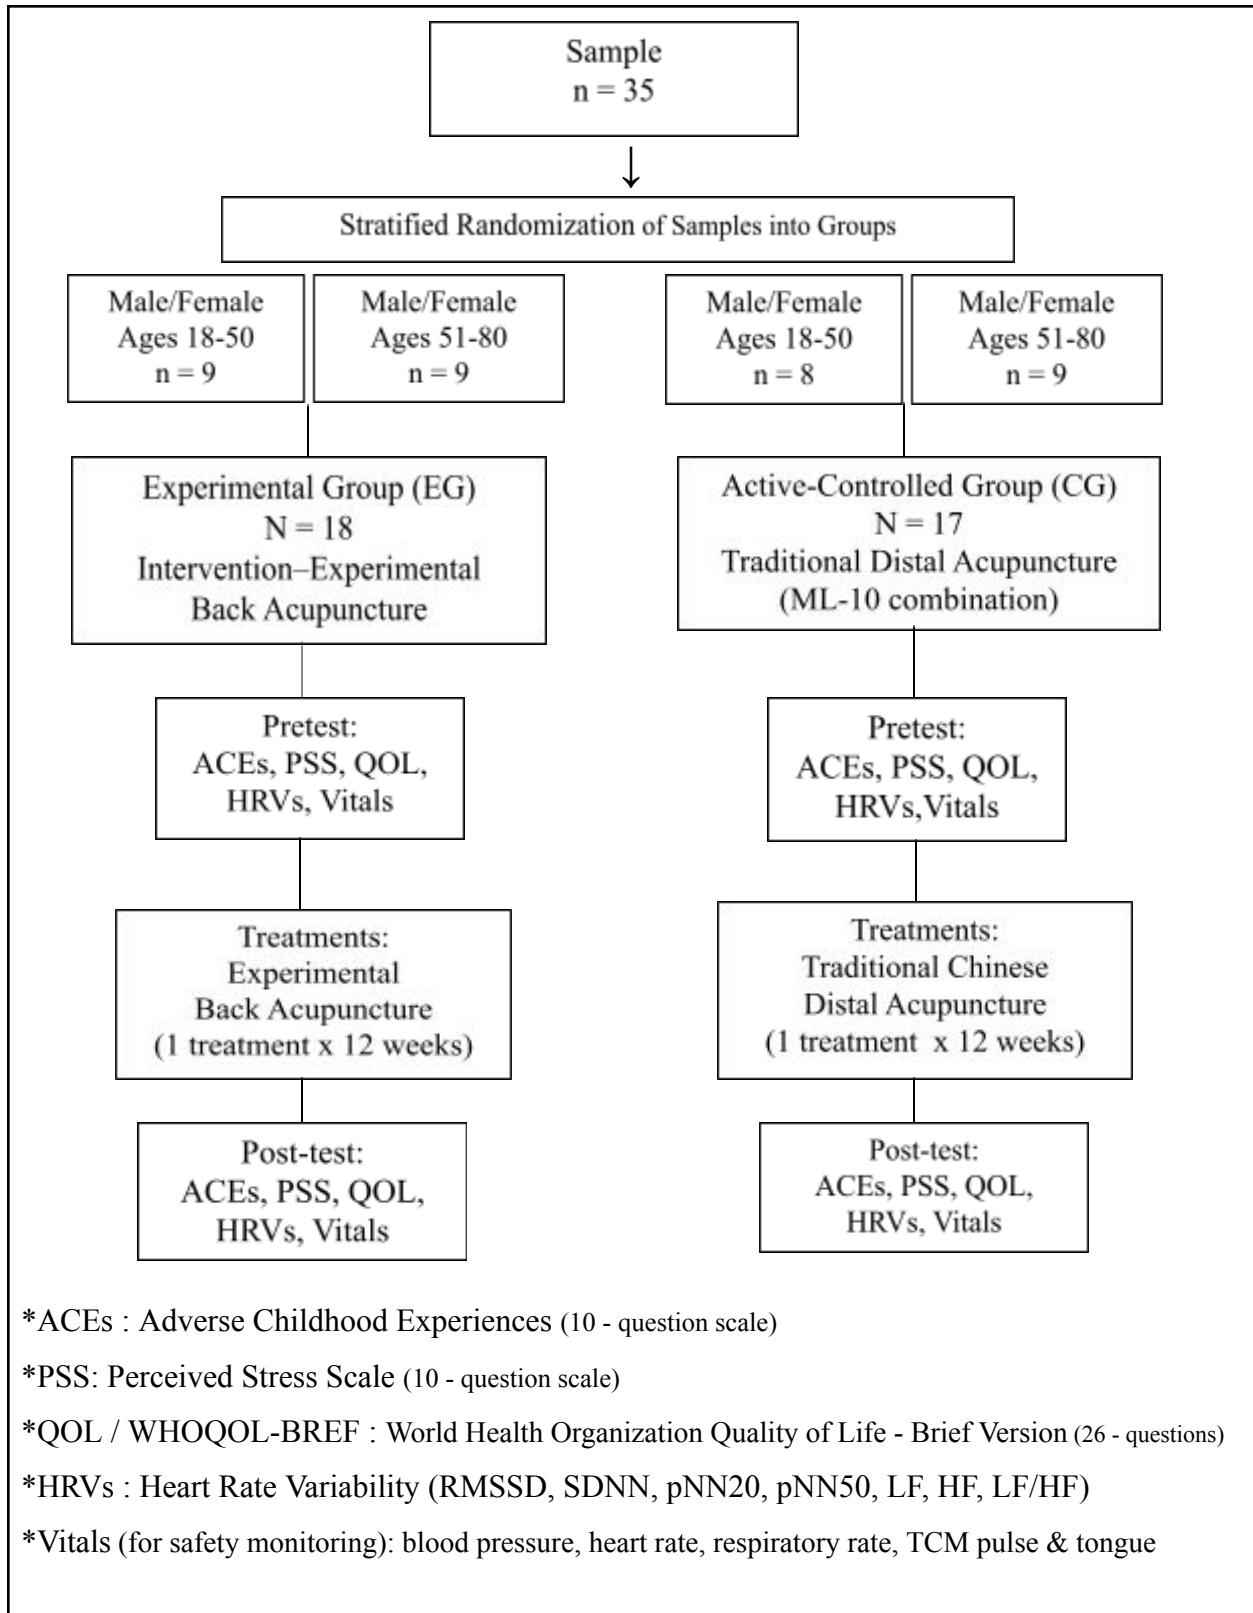 Sample
n = 35
↓
Stratified Randomization of Samples into Groups
Male/Female
Ages 18-50
n = 9
Male/Female
Ages 51-80
n = 9
Male/Female
Ages 18-50
n = 8
Male/Female
Ages 51-80
n = 9
Experimental Group (EG)
N = 18
Intervention–Experimental
Back Acupuncture
Active-Controlled Group (CG)
N = 17
Traditional Distal Acupuncture
(ML-10 combination)
Pretest:
ACEs, PSS, QOL,
HRVs, Vitals
Pretest:
ACEs, PSS, QOL,
HRVs,Vitals
Treatments:
Experimental
Back Acupuncture
(1 treatment x 12 weeks)
Treatments:
Traditional Chinese
Distal Acupuncture
(1 treatment x 12 weeks)
Post-test:
ACEs, PSS, QOL,
HRVs, Vitals
Post-test:
ACEs, PSS, QOL,
HRVs, Vitals
*ACEs : Adverse Childhood Experiences (10 - question scale)
*PSS: Perceived Stress Scale (10 - question scale)
*QOL / WHOQOL-BREF : World Health Organization Quality of Life - Brief Version (26 - questions)
*HRVs : Heart Rate Variability (RMSSD, SDNN, pNN20, pNN50, LF, HF, LF/HF)
*Vitals (for safety monitoring): blood pressure, heart rate, respiratory rate, TCM pulse & tongue